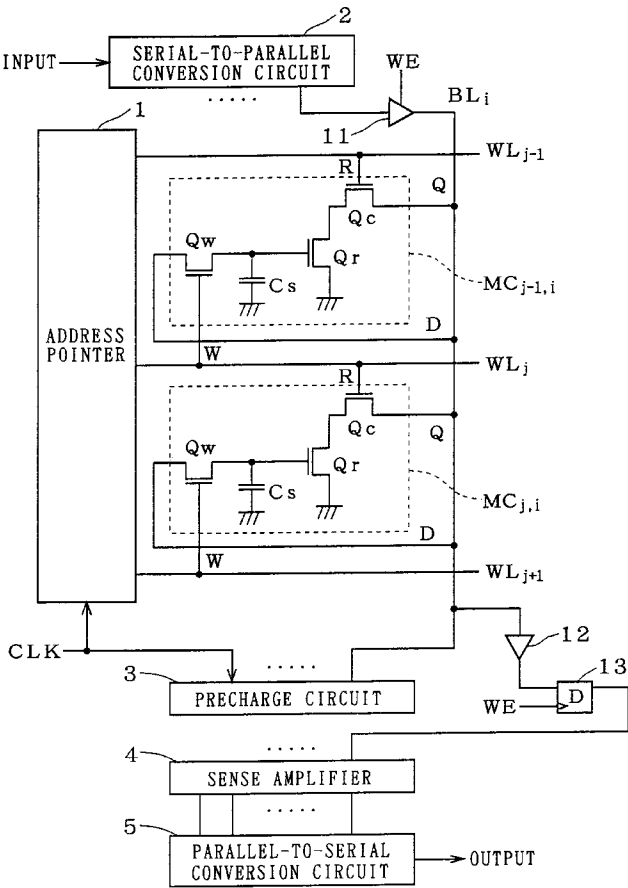 2
INPUT
SERIAL-TO-PARALLEL
CONVERSION CIRCUIT
WE
BLi
.....
11
1
WLj-1
R
Q
Qc
Qw
Qr
Cs
MCj-1,i
ADDRESS
POINTER
D
W
WLj
R
Qc
Q
Qw
Qr
Cs
MCj,i
D
W
WLj+1
12
CLK
.....
3
PRECHARGE CIRCUIT
13
D
WE
.....
4
SENSE AMPLIFIER
.....
5
PARALLEL-TO-SERIAL
CONVERSION CIRCUIT
OUTPUT